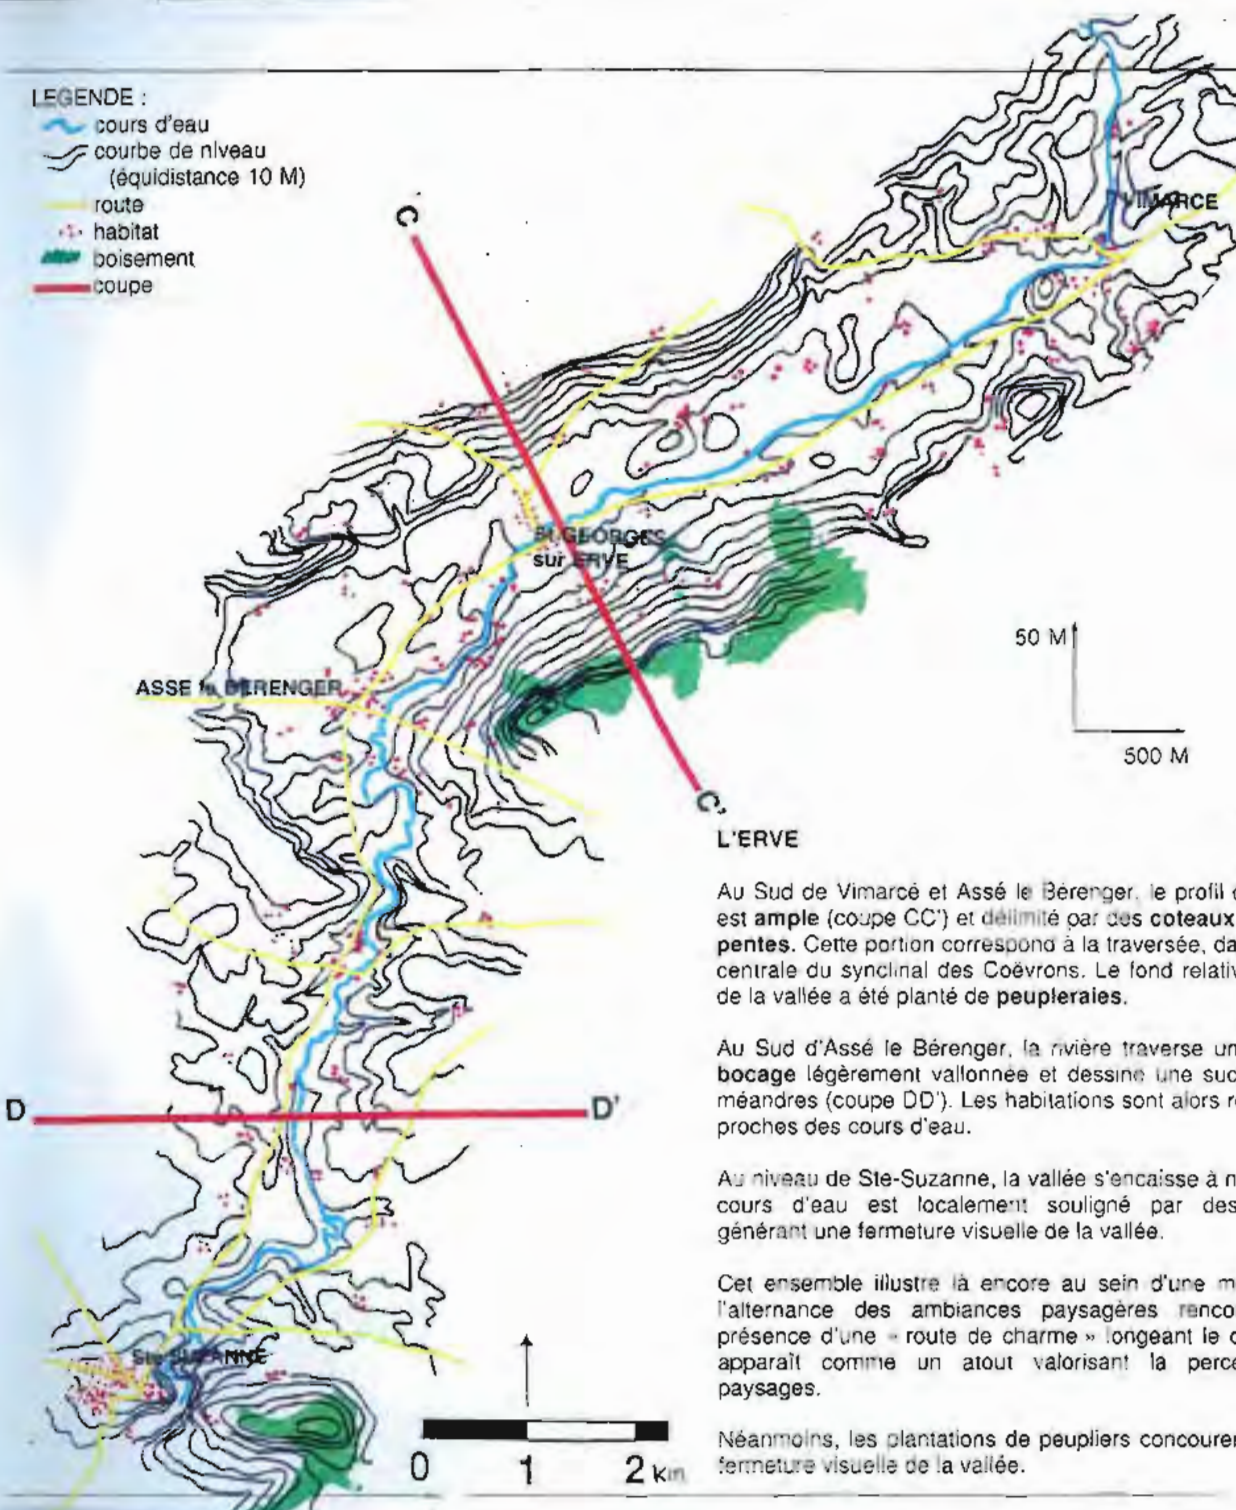 LEGENDE :
cours d'eau
courbe de niveau
(équidistance 10 M)
route
habitat
boisement
coupe
C
VIMARCE
St GEORGES
sur ERVE
ASSE le BERENGER
50 M
500 M
C'
D
D'
Ste SUZANNE
0 1 2 km
L'ERVE
Au Sud de Vimarcé et Assé le Bérenger, le profil
est ample (coupe CC') et délimité par des coteaux
pentes. Cette portion correspond à la traversée, da
centrale du synclinal des Coëvrons. Le fond relati
de la vallée a été planté de peupleraies.
Au Sud d'Assé le Bérenger, la rivière traverse un
bocage légèrement vallonnée et dessine une suc
méandres (coupe DD'). Les habitations sont alors r
proches des cours d'eau.
Au niveau de Ste-Suzanne, la vallée s'encaisse à
cours d'eau est localement souligné par des
générant une fermeture visuelle de la vallée.
Cet ensemble illustre là encore au sein d'une m
l'alternance des ambiances paysagères renco
présence d'une « route de charme » longeant le
apparaît comme un atout valorisant la perc
paysages.
Néanmoins, les plantations de peupliers concoure
fermeture visuelle de la vallée.